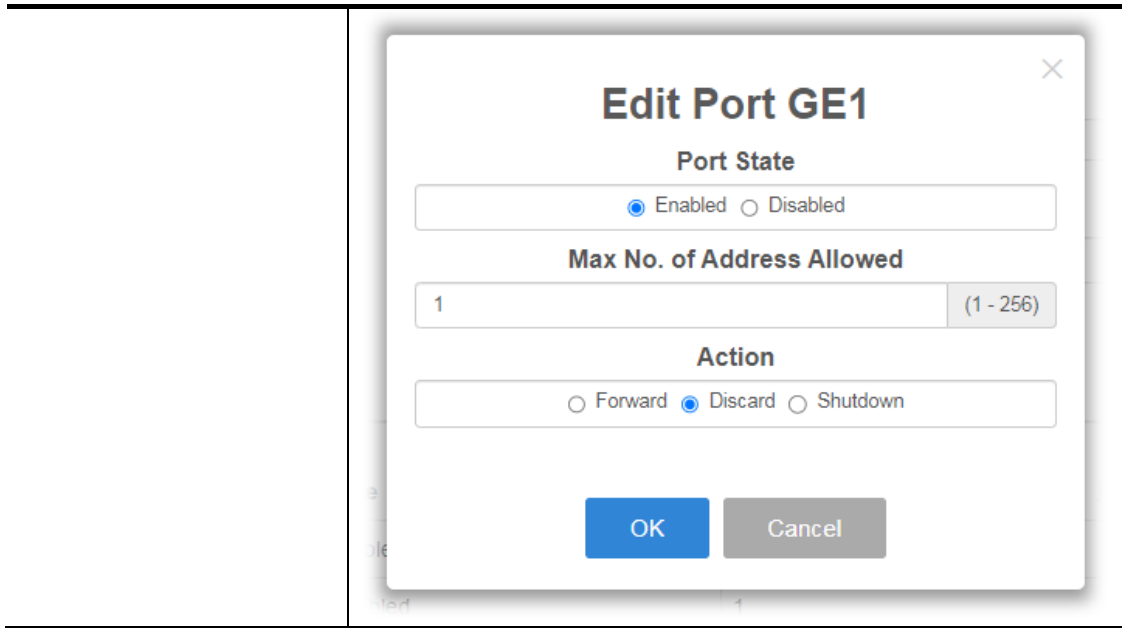 ×
Edit Port GE1
Port State
Enabled Disabled
Max No. of Address Allowed
1 (1 - 256)
Action
Forward Discard Shutdown
OK Cancel
1